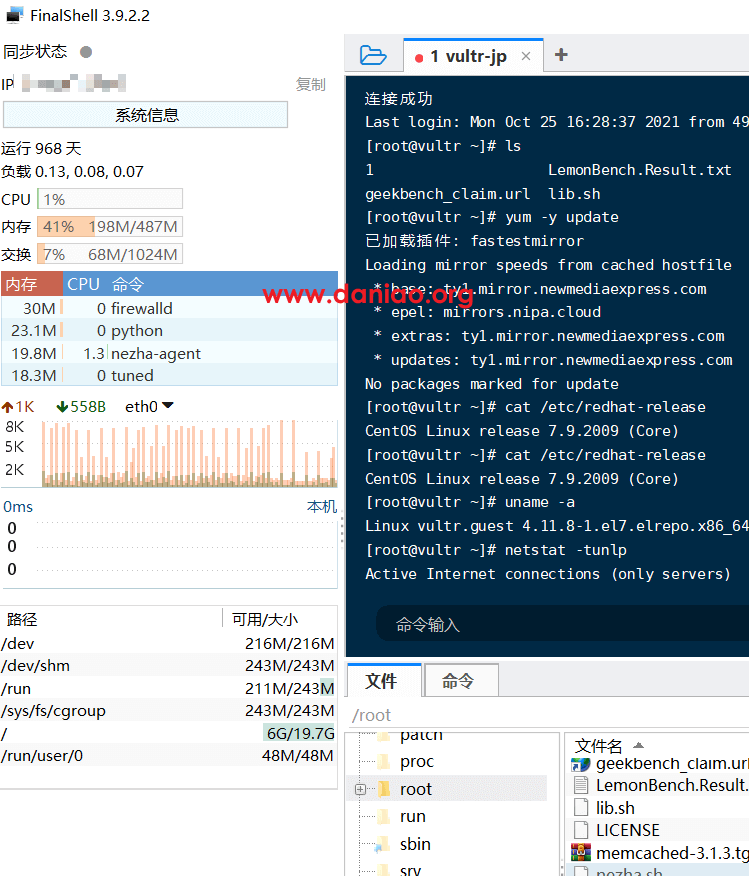 FinalShell 3.9.2.2
同步状态
IP
复制
系统信息
运行 968 天
负载 0.13, 0.08, 0.07
CPU 1%
内存 41% 198M/487M
交换 7% 68M/1024M
内存 CPU 命令
30M 0 firewalld
23.1M 0 python
19.8M 1.3 nezha-agent
18.3M 0 tuned
1K 558B eth0
8K
5K
2K
0ms 本机
0
0
0
路径 可用/大小
/dev 216M/216M
/dev/shm 243M/243M
/run 211M/243M
/sys/fs/cgroup 243M/243M
/ 6G/19.7G
/run/user/0 48M/48M
1 vultr-jp × +
连接成功
Last login: Mon Oct 25 16:28:37 2021 from 49
[root@vultr ~]# ls
1 LemonBench.Result.txt
geekbench_claim.url lib.sh
[root@vultr ~]# yum -y update
已加载插件: fastestmirror
Loading mirror speeds from cached hostfile
* base: ty1.mirror.newmediaexpress.com
* epel: mirrors.nipa.cloud
* extras: ty1.mirror.newmediaexpress.com
* updates: ty1.mirror.newmediaexpress.com
No packages marked for update
[root@vultr ~]# cat /etc/redhat-release
CentOS Linux release 7.9.2009 (Core)
[root@vultr ~]# cat /etc/redhat-release
CentOS Linux release 7.9.2009 (Core)
[root@vultr ~]# uname -a
Linux vultr.guest 4.11.8-1.el7.elrepo.x86_64
[root@vultr ~]# netstat -tunlp
Active Internet connections (only servers)
命令输入
www.daniao.org
文件 命令
/root
patch
proc
root
run
sbin
srv
文件名
geekbench_claim.url
LemonBench.Result.
lib.sh
LICENSE
memcached-3.1.3.tg
nezha.sh